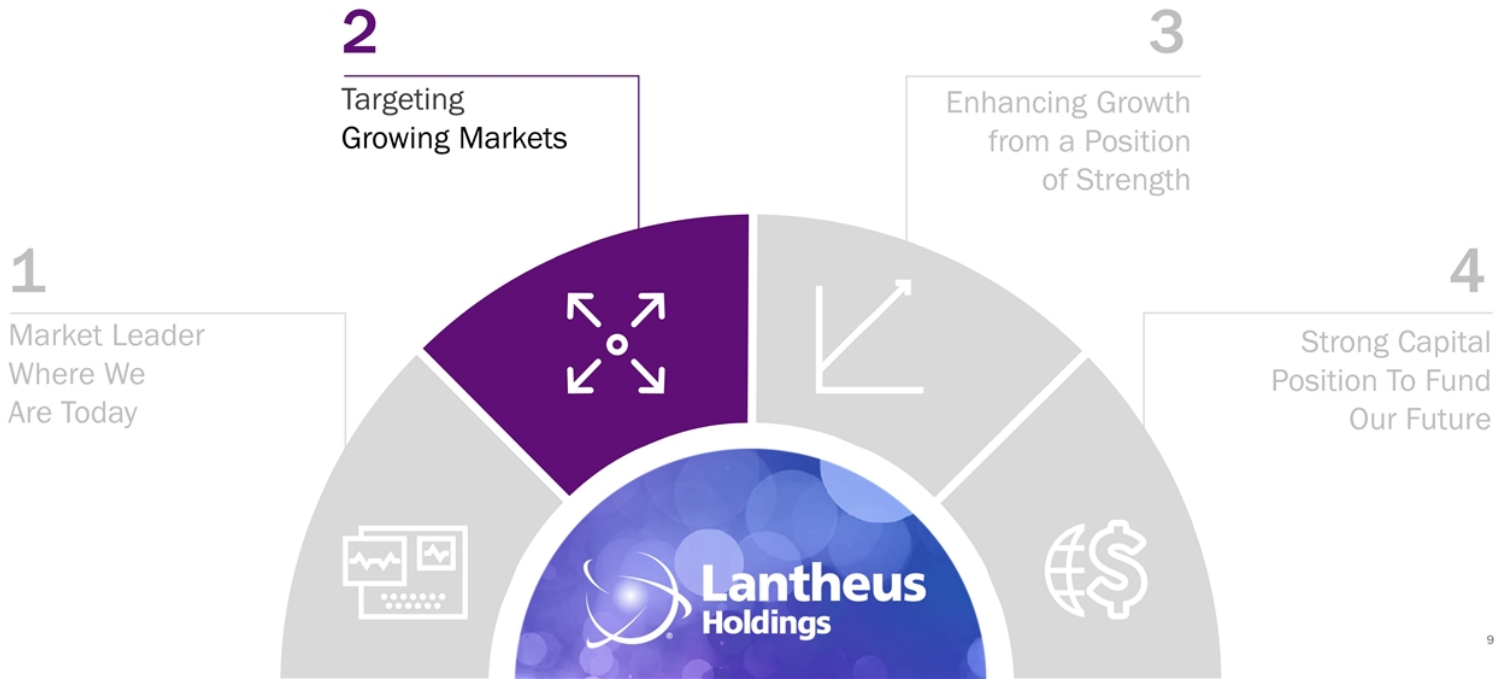 2
Targeting
Growing Markets
3
Enhancing Growth
from a Position
of Strength
1
Market Leader
Where We
Are Today
4
Strong Capital
Position To Fund
Our Future
Lantheus
Holdings
®
9